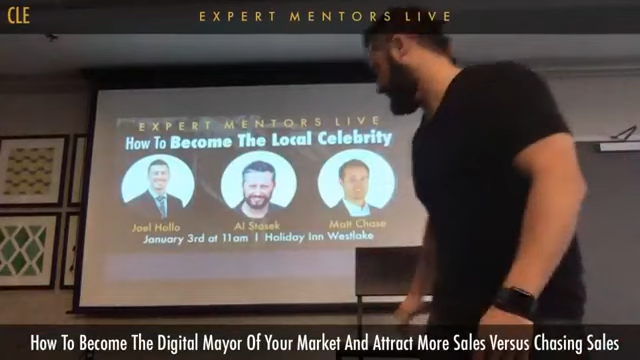 CLE
EXPERT MENTORS LIVE
EXPERT MENTORS LIVE
How To Become The Local Celebrity
Joel Hollo
Al Stasek
Matt Chase
January 3rd at 11am | Holiday Inn Westlake
How To Become The Digital Mayor Of Your Market And Attract More Sales Versus Chasing Sales